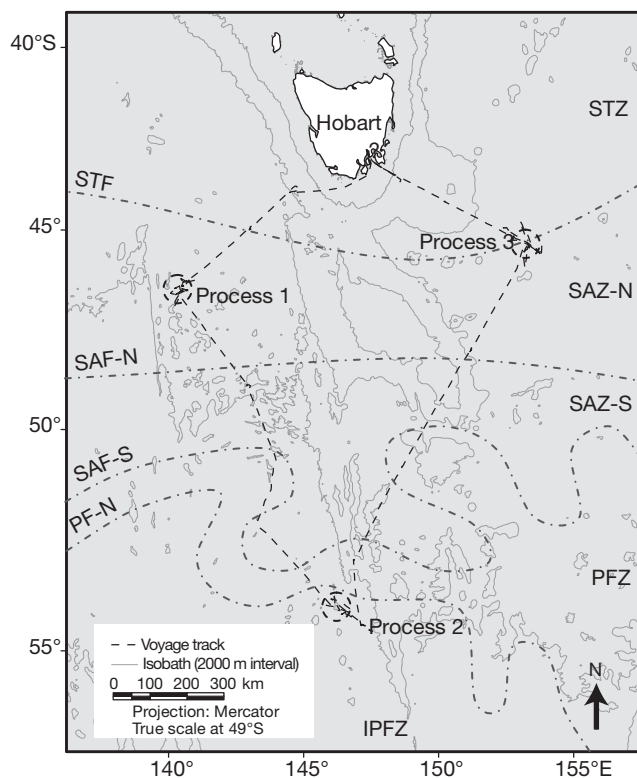 40°S
Hobart
STZ
STF
45°
Process 3
Process 1
SAZ-N
SAF-N
SAZ-S
50°
SAF-S
PF-N
PFZ
Process 2
55°
Voyage track
Isobath (2000 m interval)
0 100 200 300 km
Projection: Mercator
True scale at 49°S
N
IPFZ
140° 145° 150° 155°E